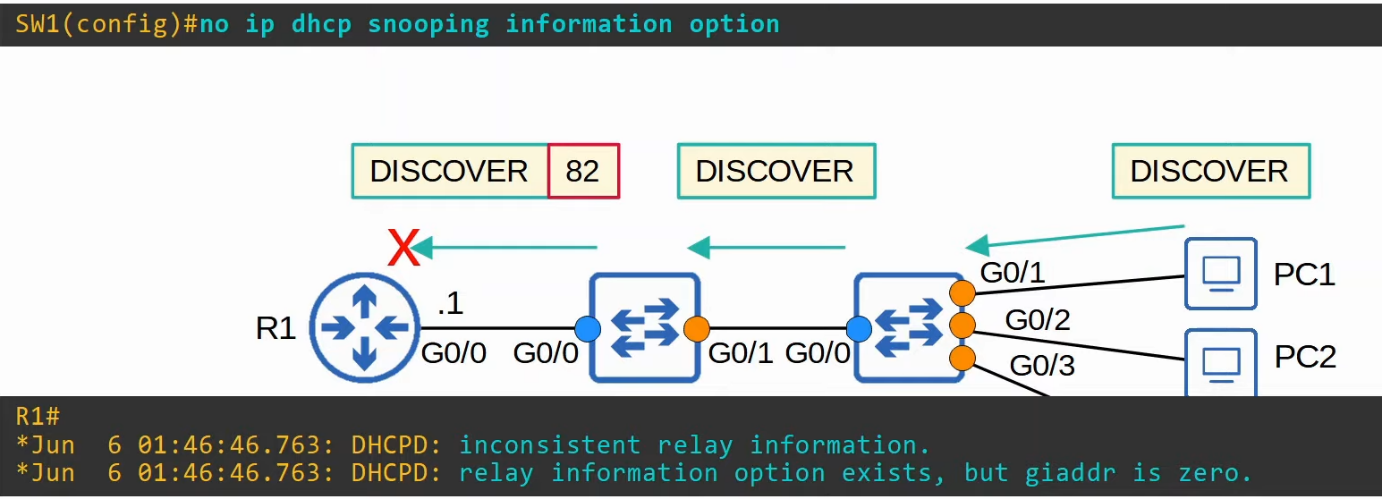 SW1(config)#no ip dhcp snooping information option
DISCOVER 82 DISCOVER DISCOVER
G0/1 PC1
.1
R1 G0/2
G0/0 G0/0 G0/1 G0/0 PC2
G0/3
R1#
*Jun  6 01:46:46.763: DHCPD: inconsistent relay information.
*Jun  6 01:46:46.763: DHCPD: relay information option exists, but giaddr is zero.